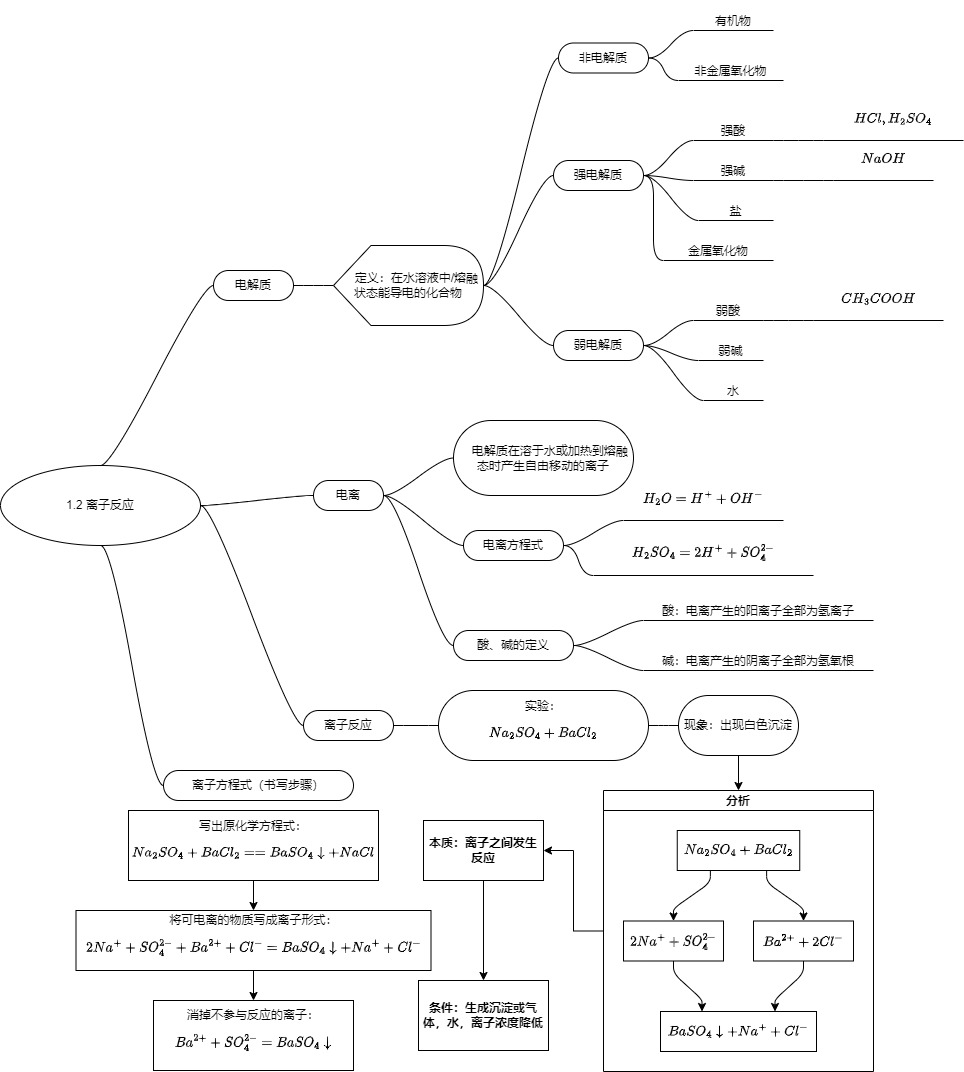 有机物
非电解质
非金属氧化物
HCl, H₂SO₄
强酸
NaOH
强碱
强电解质
盐
金属氧化物
电解质
定义：在水溶液中/熔融
状态能导电的化合物
CH₃COOH
弱酸
弱电解质
弱碱
水
1.2 离子反应
电离
电解质在溶于水或加热到熔融
态时产生自由移动的离子
电离方程式
H₂O = H⁺ + OH⁻
H₂SO₄ = 2H⁺ + SO₄²⁻
酸、碱的定义
酸：电离产生的阳离子全部为氢离子
碱：电离产生的阴离子全部为氢氧根
离子反应
实验：
Na₂SO₄ + BaCl₂
现象：出现白色沉淀
分析
Na₂SO₄ + BaCl₂
2Na⁺ + SO₄²⁻
Ba²⁺ + 2Cl⁻
BaSO₄ ↓ +Na⁺ + Cl⁻
本质：离子之间发生
反应
条件：生成沉淀或气
体，水，离子浓度降低
离子方程式（书写步骤）
写出原化学方程式：
Na₂SO₄ + BaCl₂ == BaSO₄ ↓ +NaCl
将可电离的物质写成离子形式：
2Na⁺ + SO₄²⁻ + Ba²⁺ + Cl⁻ = BaSO₄ ↓ +Na⁺ + Cl⁻
消掉不参与反应的离子：
Ba²⁺ + SO₄²⁻ = BaSO₄ ↓